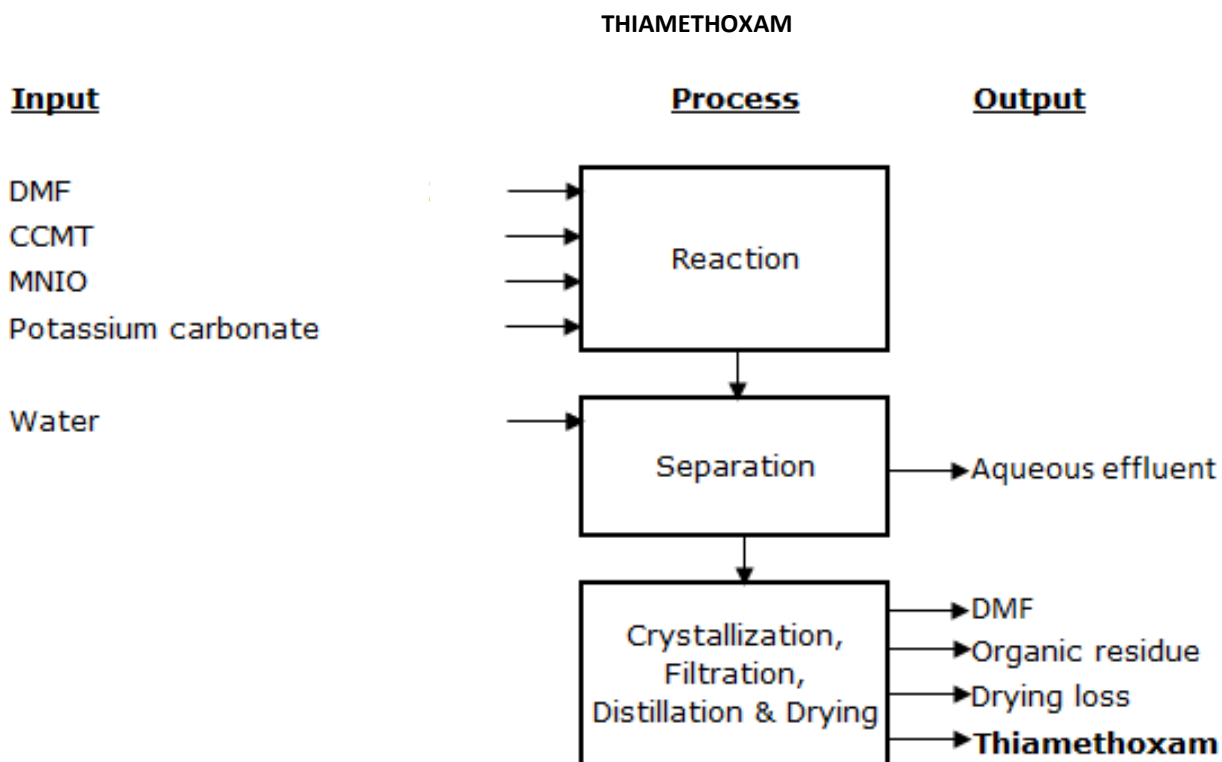 THIAMETHOXAM
Input Process Output
DMF
CCMT
MNIO
Potassium carbonate
Reaction
Water
Separation
Aqueous effluent
Crystallization,
Filtration,
Distillation & Drying
DMF
Organic residue
Drying loss
Thiamethoxam